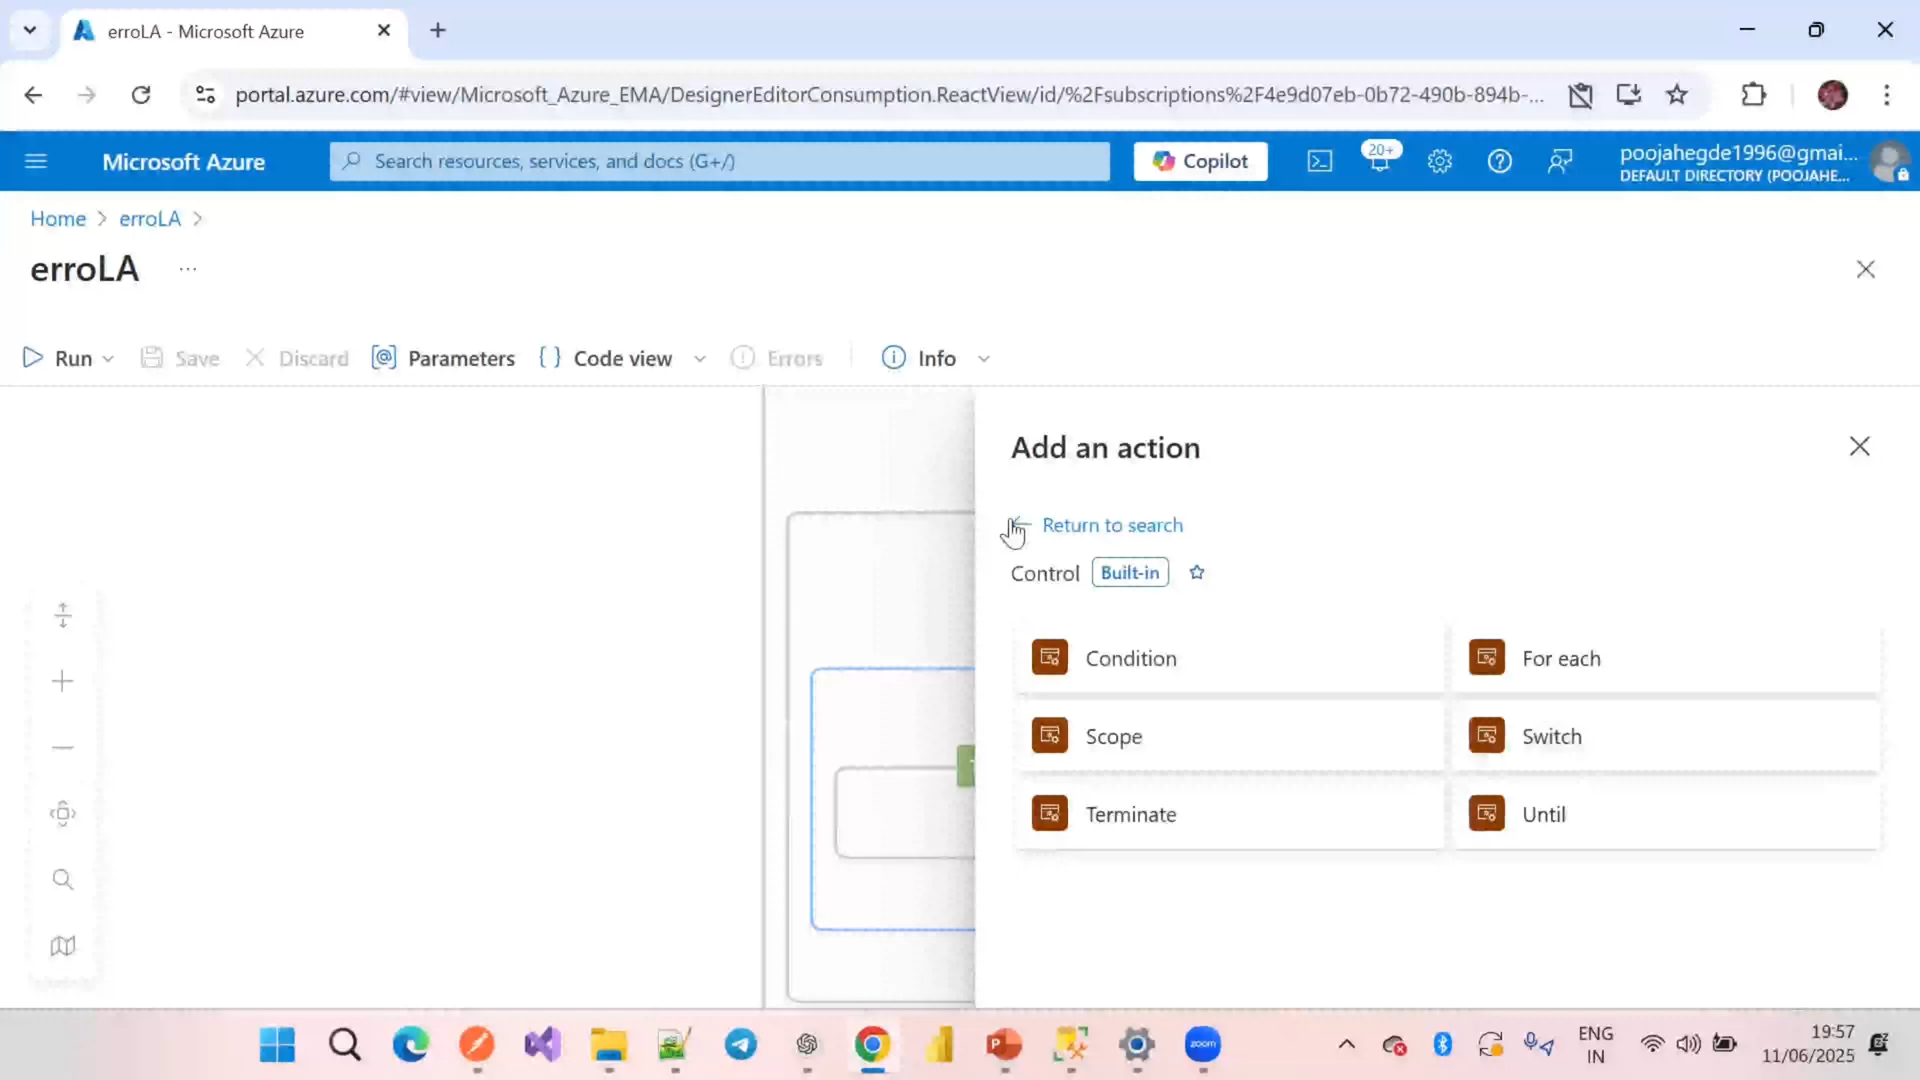 erroLA - Microsoft Azure
portal.azure.com/#view/Microsoft_Azure_EMA/DesignerEditorConsumption.ReactView/id/%2Fsubscriptions%2F4e9d07eb-0b72-490b-894b-...
Microsoft Azure
Search resources, services, and docs (G+/)
Copilot
20+
poojahegde1996@gmai...
DEFAULT DIRECTORY (POOJAHE...
Home > erroLA >
erroLA ...
Run
Save
Discard
Parameters
Code view
Errors
Info
Add an action
Return to search
Control Built-in
Condition
For each
Scope
Switch
Terminate
Until
zoom
ENG
IN
19:57
11/06/2025